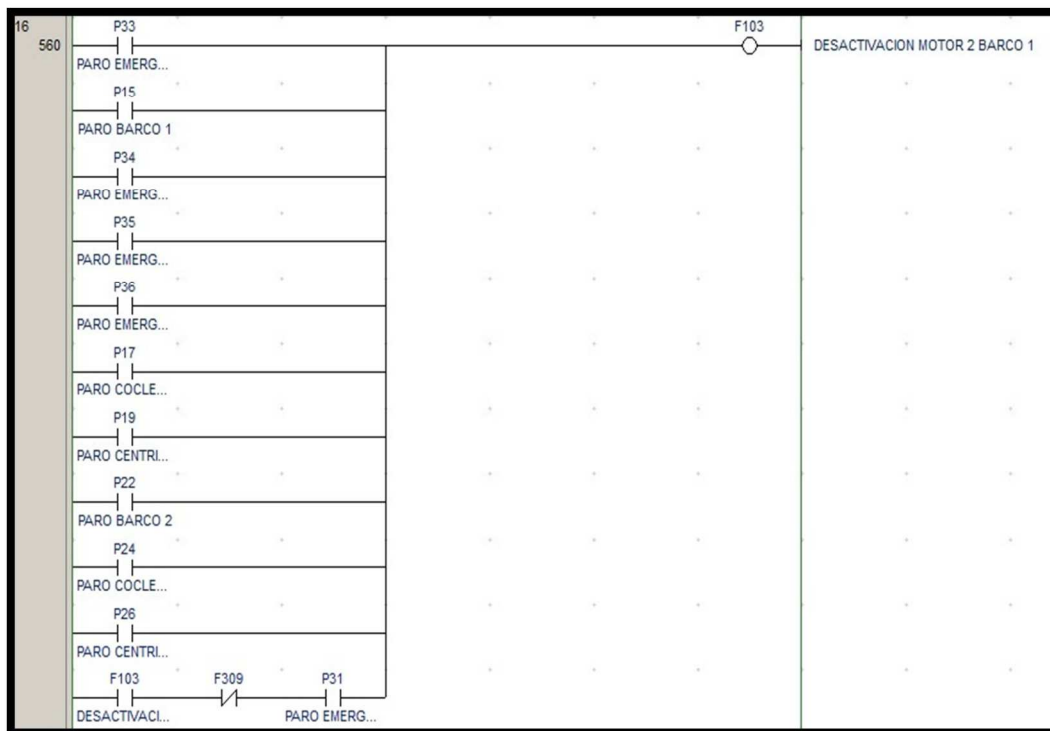 16 P33 F103
560 DESACTIVACION MOTOR 2 BARCO 1
PARO EMERG...
P15
PARO BARCO 1
P34
PARO EMERG...
P35
PARO EMERG...
P36
PARO EMERG...
P17
PARO COCLE...
P19
PARO CENTRI...
P22
PARO BARCO 2
P24
PARO COCLE...
P26
PARO CENTRI...
F103 F309 P31
DESACTIVACI... PARO EMERG...